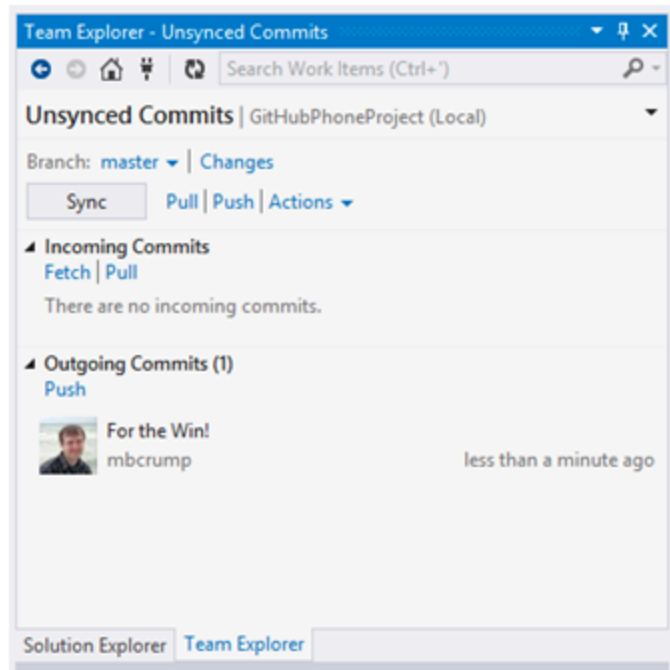 Team Explorer - Unsynced Commits
Search Work Items (Ctrl+')
Unsynced Commits | GitHubPhoneProject (Local)
Branch: master | Changes
Sync Pull | Push | Actions
Incoming Commits
Fetch | Pull
There are no incoming commits.
Outgoing Commits (1)
Push
For the Win!
mbcrump less than a minute ago
Solution Explorer Team Explorer